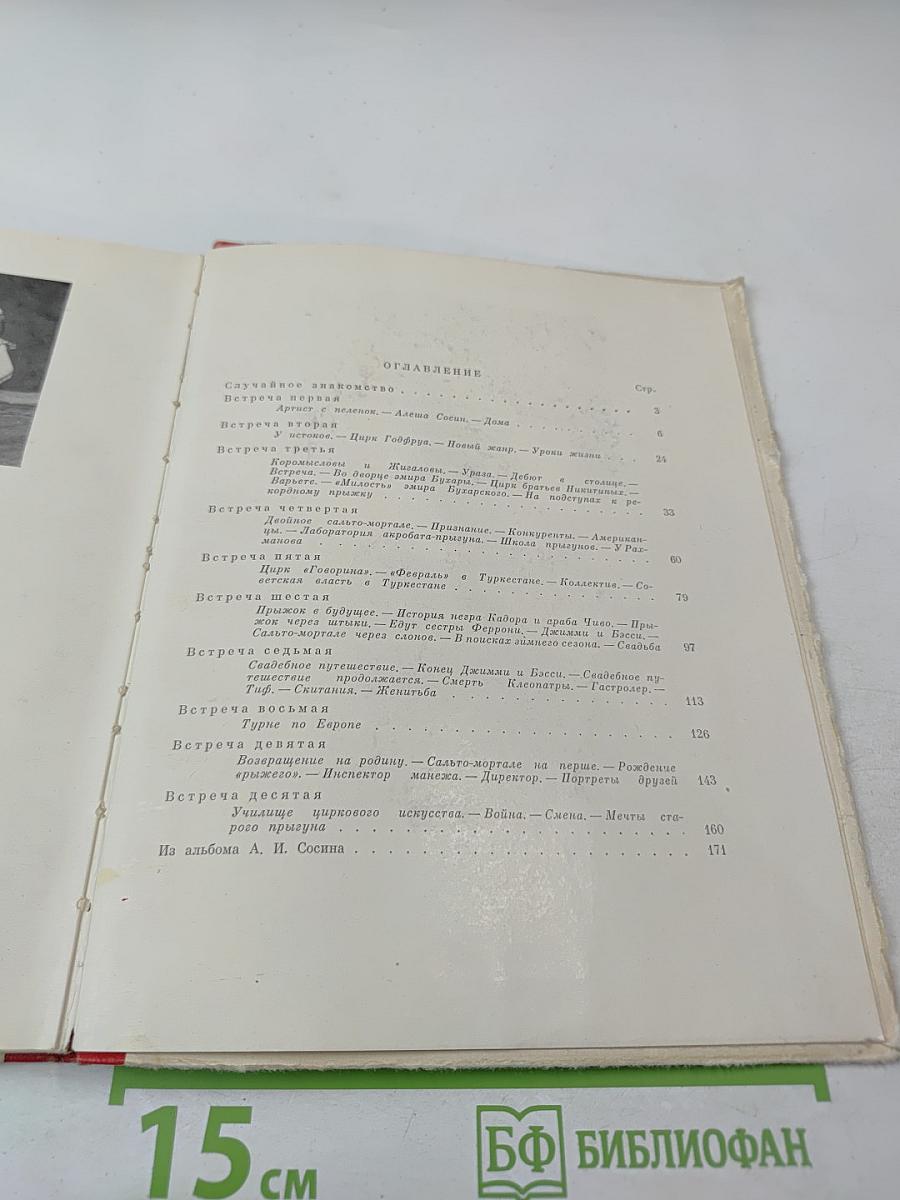 ОГЛАВЛЕНИЕ
Стр.
Случайное знакомство . . . . . . . . . . . . . . . . 3
Встреча первая
Артист с пеленок. — Алеша Сосин. — Дома . . . . . . . . 6
Встреча вторая
У истоков. — Цирк Годфруа. — Новый жанр. — Уроки жизни . . . 24
Встреча третья
Коромысловы и Жигаловы. — Ураза. — Дебют в столице. —
Встреча. — Во дворце эмира Бухары. — Цирк братьев Никитиных. —
Варьете. — «Милость» эмира Бухарского. — На подступах к ре-
кордному прыжку . . . . . . . . . . . . . . . . 33
Встреча четвертая
Двойное сальто-мортале. — Признание. — Конкуренты. — Американ-
цы. — Лаборатория акробата-прыгуна. — Школа прыгунов. — У Рах-
манова . . . . . . . . . . . . . . . . . . . . 60
Встреча пятая
Цирк «Говорина». — «Февраль» в Туркестане. — Коллектив. — Со-
ветская власть в Туркестане . . . . . . . . . . . . . 79
Встреча шестая
Прыжок в будущее. — История негра Кадора и араба Чиво. — Пры-
жок через штыки. — Едут сестры Феррони. — Джимми и Бэсси. —
Сальто-мортале через слонов. — В поисках зимнего сезона. — Свадьба 97
Встреча седьмая
Свадебное путешествие. — Конец Джимми и Бэсси. — Свадебное пу-
тешествие продолжается. — Смерть Клеопатры. — Гастролер. —
Тиф. — Скитания. — Женитьба . . . . . . . . . . . . 113
Встреча восьмая
Турне по Европе . . . . . . . . . . . . . . . . . 126
Встреча девятая
Возвращение на родину. — Сальто-мортале на перше. — Рождение
«рыжего». — Инспектор манежа. — Директор. — Портреты друзей 143
Встреча десятая
Училище циркового искусства. — Война. — Смена. — Мечты ста-
рого прыгуна . . . . . . . . . . . . . . . . . . 160
Из альбома А. И. Сосина . . . . . . . . . . . . . . . . 171
15 см
БФ БИБЛИОФАН